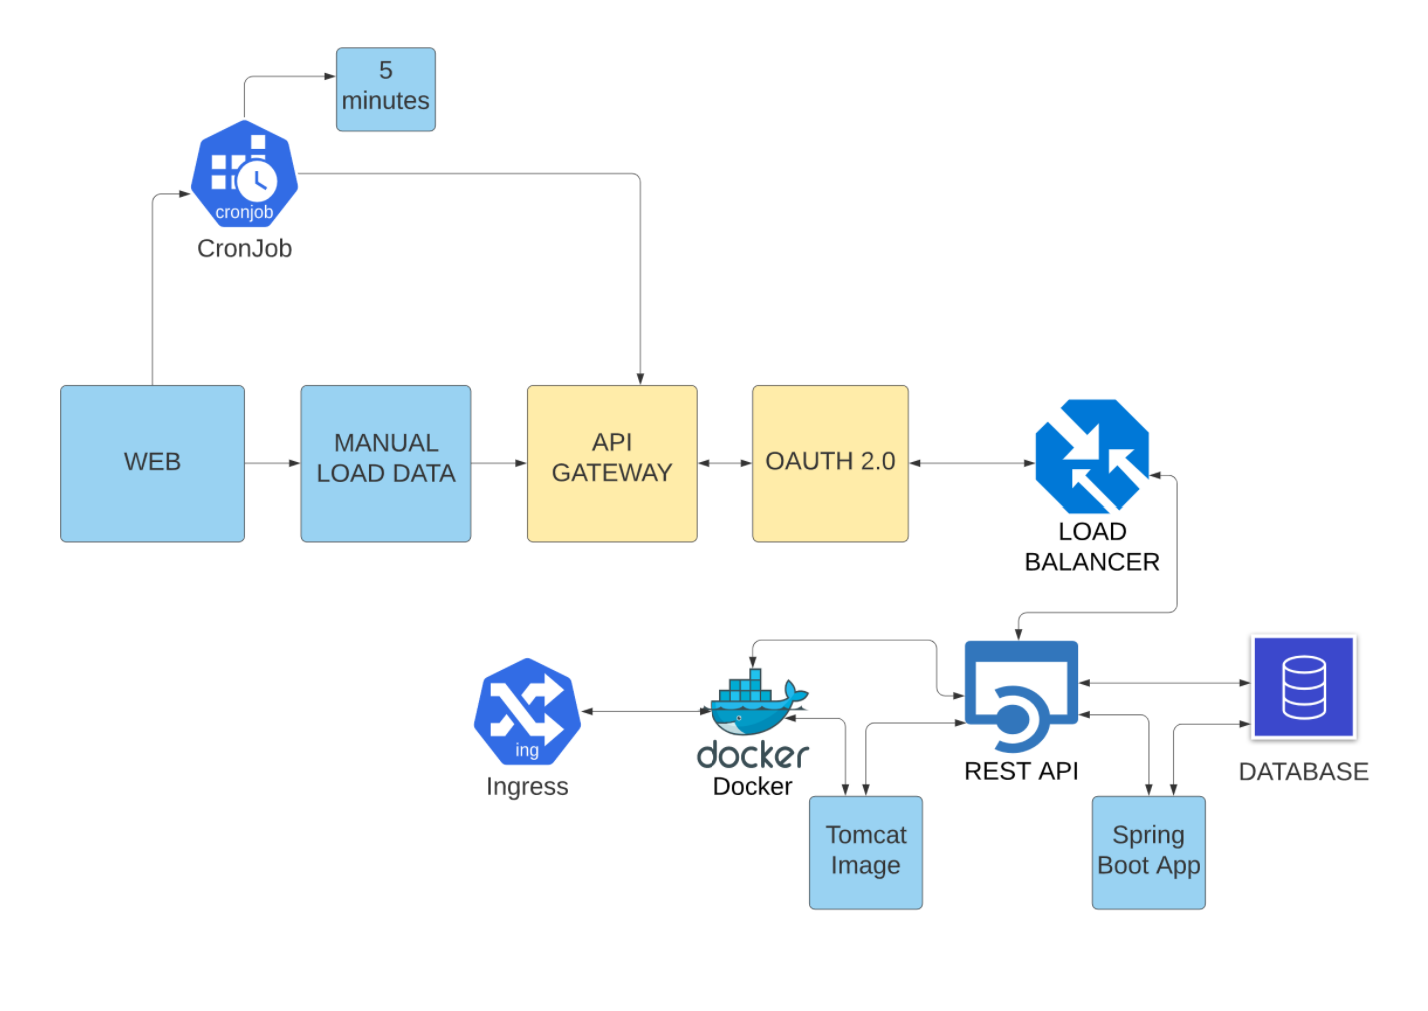 5
minutes
cronjob
CronJob
WEB
MANUAL
LOAD DATA
API
GATEWAY
OAUTH 2.0
LOAD
BALANCER
ing
Ingress
docker
Docker
REST API
DATABASE
Tomcat
Image
Spring
Boot App